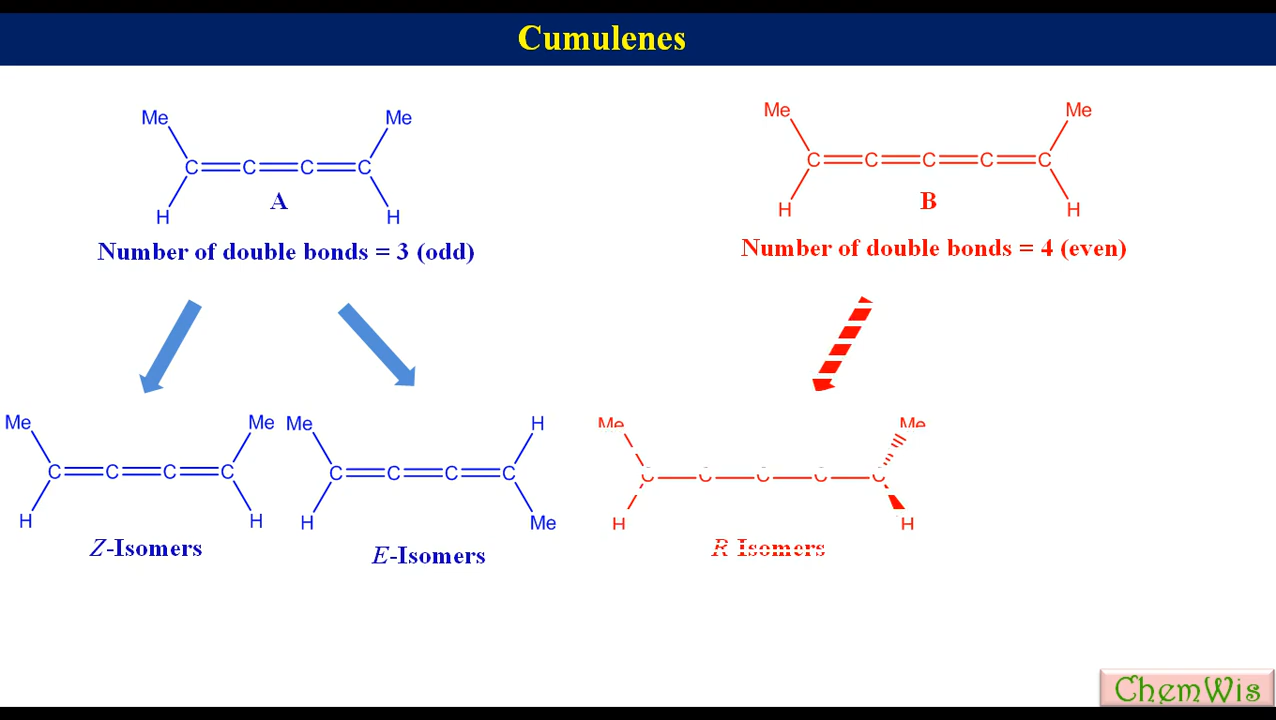 Cumulenes
Me Me
C C C C
H H
A
Number of double bonds = 3 (odd)
Me Me
C C C C C
H H
B
Number of double bonds = 4 (even)
Me Me
C C C C
H H
Z-Isomers
Me H
C C C C
H Me
E-Isomers
Me Me
C C C C C
H H
R Isomers
ChemWis